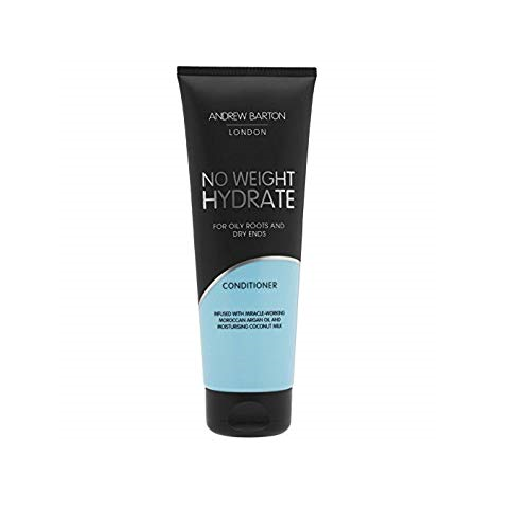 ANDREW BARTON
LONDON
NO WEIGHT
HYDRATE
FOR OILY ROOTS AND
DRY ENDS
CONDITIONER
INFUSED WITH MIRACLE-WORKING
MOROCCAN ARGAN OIL AND
MOISTURISING COCONUT MILK